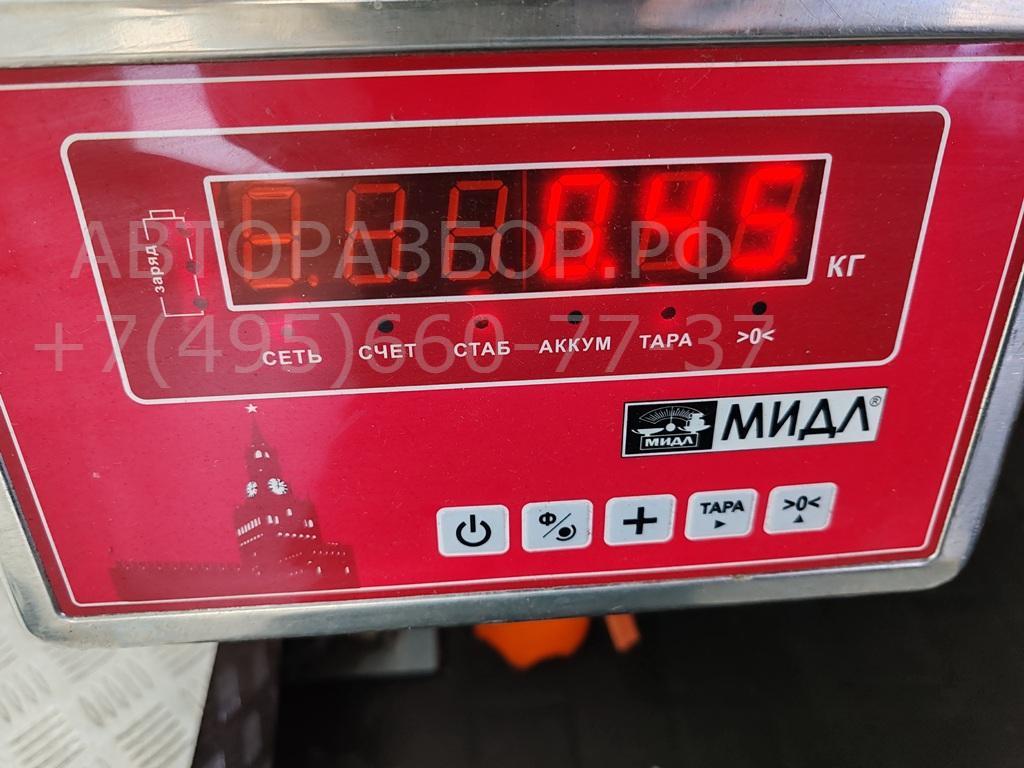 0.45
КГ
заряд
АВТОРАЗБОР.РФ
+7(495)660-77-37
СЕТЬ СЧЕТ СТАБ АККУМ ТАРА >0<
МИДЛ МИДЛ®
Ф + ТАРА >0<